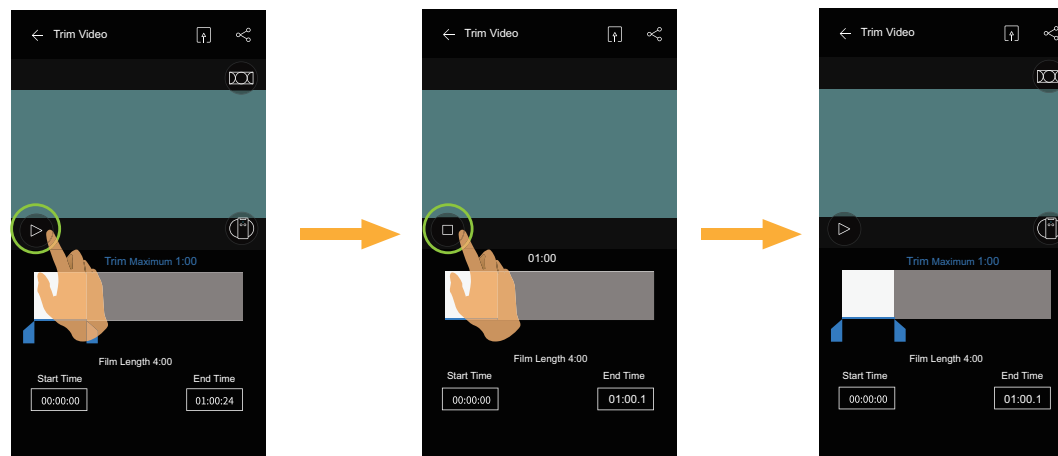 Trim Video
Trim Maximum 1:00
Film Length 4:00
Start Time
End Time
00:00:00
01:00:24
Trim Video
01:00
Film Length 4:00
Start Time
End Time
00:00:00
01:00.1
Trim Video
Trim Maximum 1:00
Film Length 4:00
Start Time
End Time
00:00:00
01:00.1